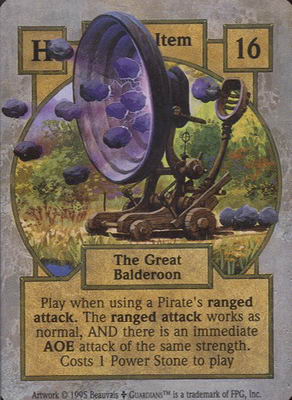 H Item 16
The Great
Balderoon
Play when using a Pirate's ranged
attack. The ranged attack works as
normal, AND there is an immediate
AOE attack of the same strength.
Costs 1 Power Stone to play
Artwork © 1995 Beauvais ✦ GUARDIANS™ is a trademark of FPG, Inc.